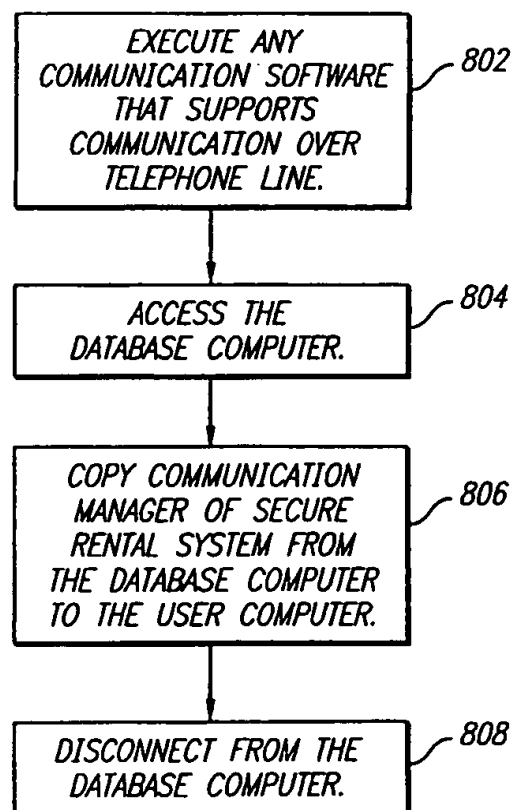 EXECUTE ANY
COMMUNICATION SOFTWARE
THAT SUPPORTS
COMMUNICATION OVER
TELEPHONE LINE.
802
ACCESS THE
DATABASE COMPUTER.
804
COPY COMMUNICATION
MANAGER OF SECURE
RENTAL SYSTEM FROM
THE DATABASE COMPUTER
TO THE USER COMPUTER.
806
DISCONNECT FROM THE
DATABASE COMPUTER.
808